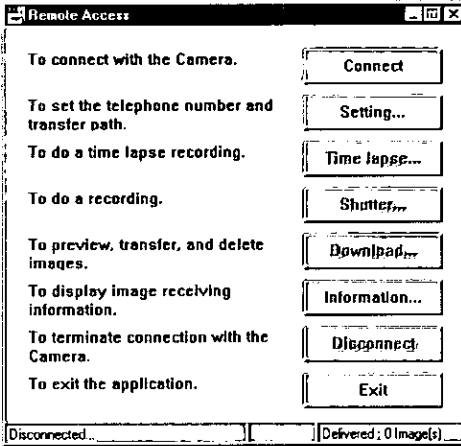 Remote Access
To connect with the Camera.
Connect
To set the telephone number and
transfer path.
Setting...
To do a time lapse recording.
Time lapse...
To do a recording.
Shutter...
To preview, transfer, and delete
images.
Download...
To display image receiving
information.
Information...
To terminate connection with the
Camera.
Disconnect
To exit the application.
Exit
Disconnected...
Delivered ; 0 Image(s)